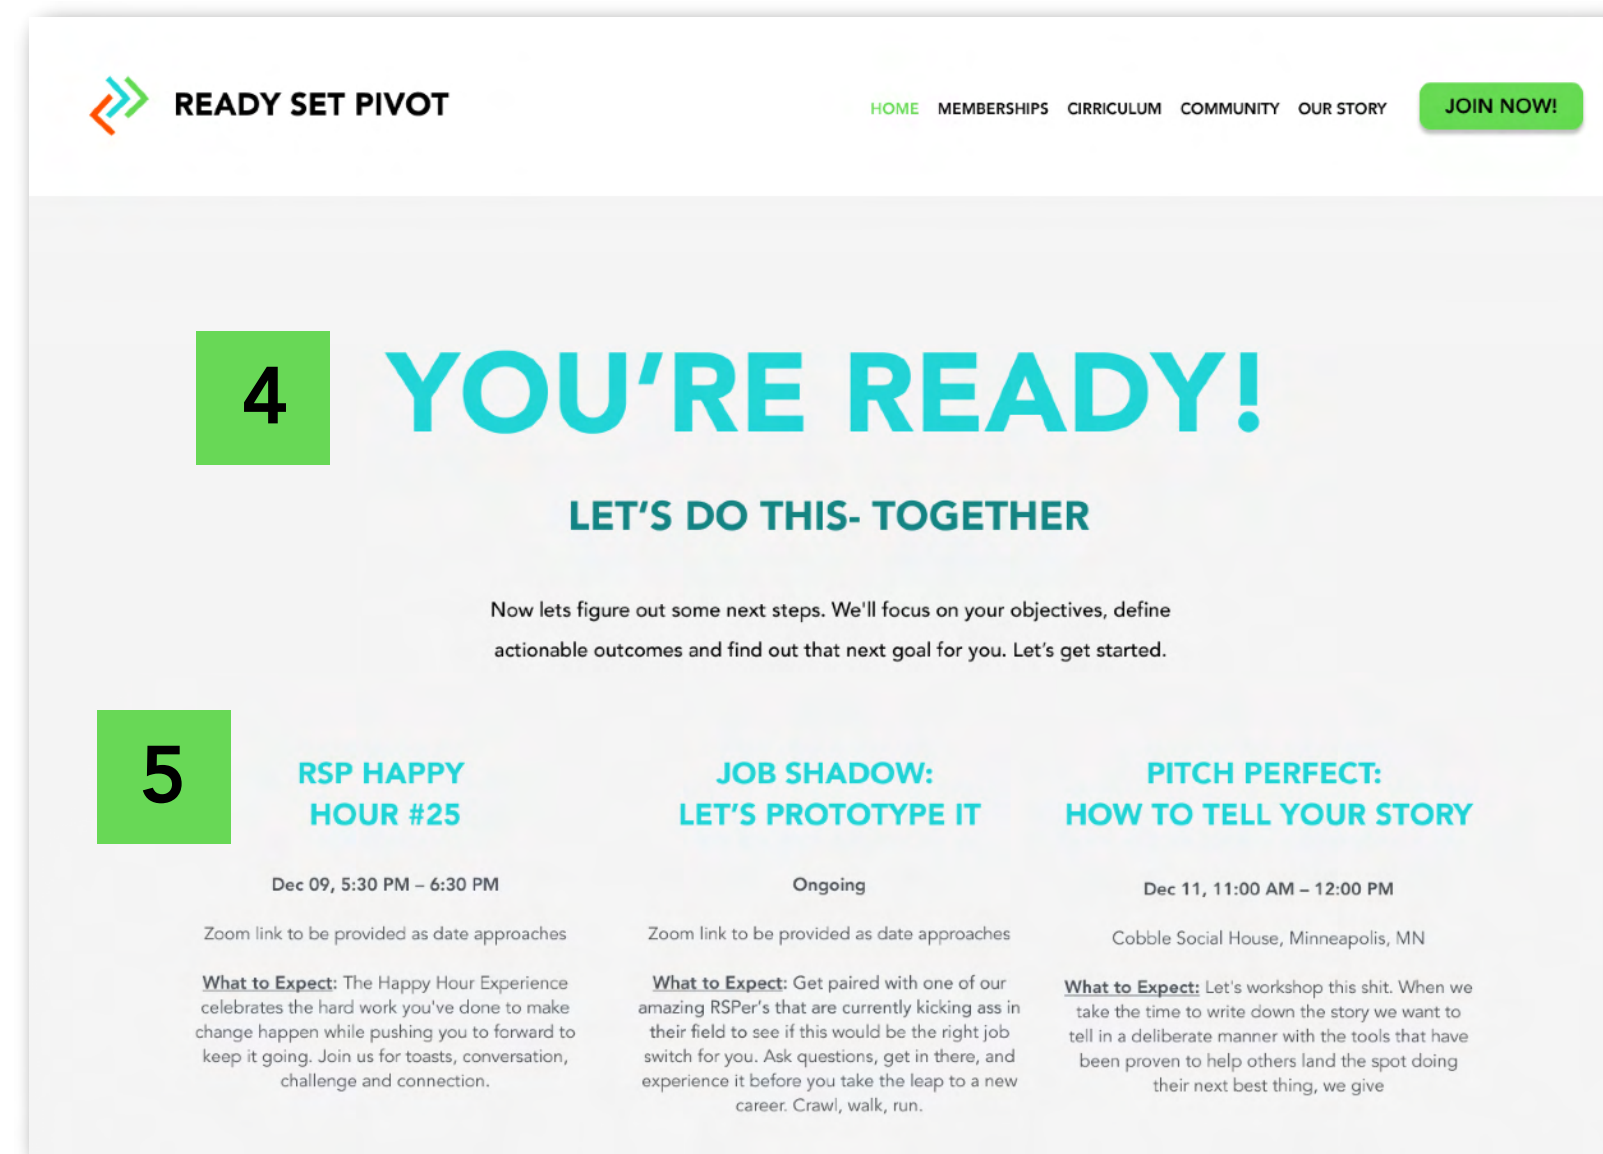 READY SET PIVOT
HOME MEMBERSHIPS CIRRICULUM COMMUNITY OUR STORY JOIN NOW!
4
YOU'RE READY!
LET'S DO THIS- TOGETHER
Now lets figure out some next steps. We'll focus on your objectives, define
actionable outcomes and find out that next goal for you. Let's get started.
5
RSP HAPPY
HOUR #25
Dec 09, 5:30 PM – 6:30 PM
Zoom link to be provided as date approaches
What to Expect: The Happy Hour Experience
celebrates the hard work you've done to make
change happen while pushing you to forward to
keep it going. Join us for toasts, conversation,
challenge and connection.
JOB SHADOW:
LET'S PROTOTYPE IT
Ongoing
Zoom link to be provided as date approaches
What to Expect: Get paired with one of our
amazing RSPer's that are currently kicking ass in
their field to see if this would be the right job
switch for you. Ask questions, get in there, and
experience it before you take the leap to a new
career. Crawl, walk, run.
PITCH PERFECT:
HOW TO TELL YOUR STORY
Dec 11, 11:00 AM – 12:00 PM
Cobble Social House, Minneapolis, MN
What to Expect: Let's workshop this shit. When we
take the time to write down the story we want to
tell in a deliberate manner with the tools that have
been proven to help others land the spot doing
their next best thing, we give